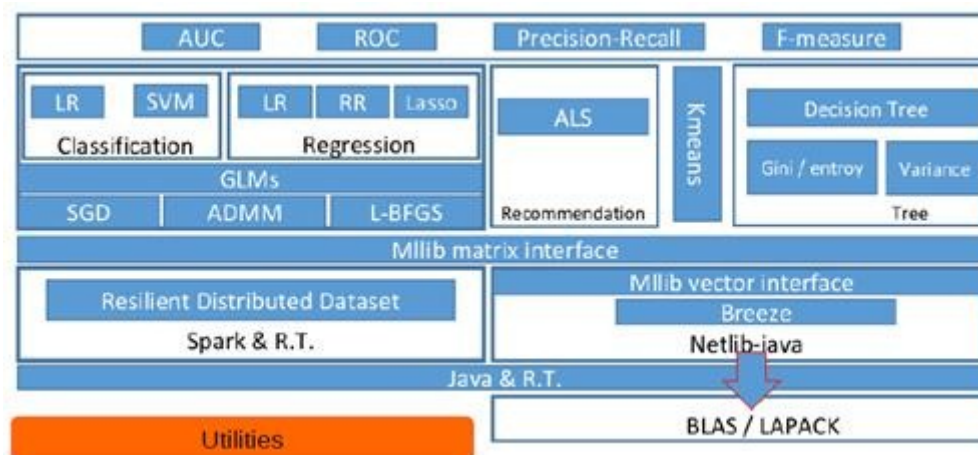 AUC ROC Precision-Recall F-measure
LR SVM
Classification
LR RR Lasso
Regression
GLMs
SGD ADMM L-BFGS
ALS
Recommendation
Kmeans
Decision Tree
Gini / entroy Variance
Tree
Mllib matrix interface
Resilient Distributed Dataset
Spark & R.T.
Mllib vector interface
Breeze
Netlib-java
Java & R.T.
BLAS / LAPACK
Utilities